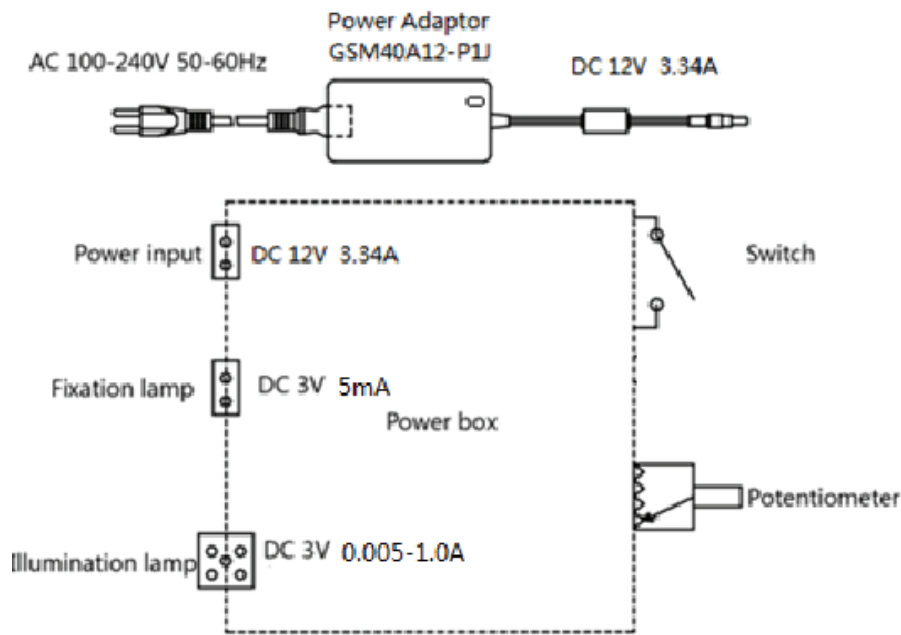 Power Adaptor
GSM40A12-P1J
AC 100-240V 50-60Hz
DC 12V 3.34A
Power input
DC 12V 3.34A
Switch
Fixation lamp
DC 3V 5mA
Power box
Potentiometer
Illumination lamp
DC 3V 0.005-1.0A